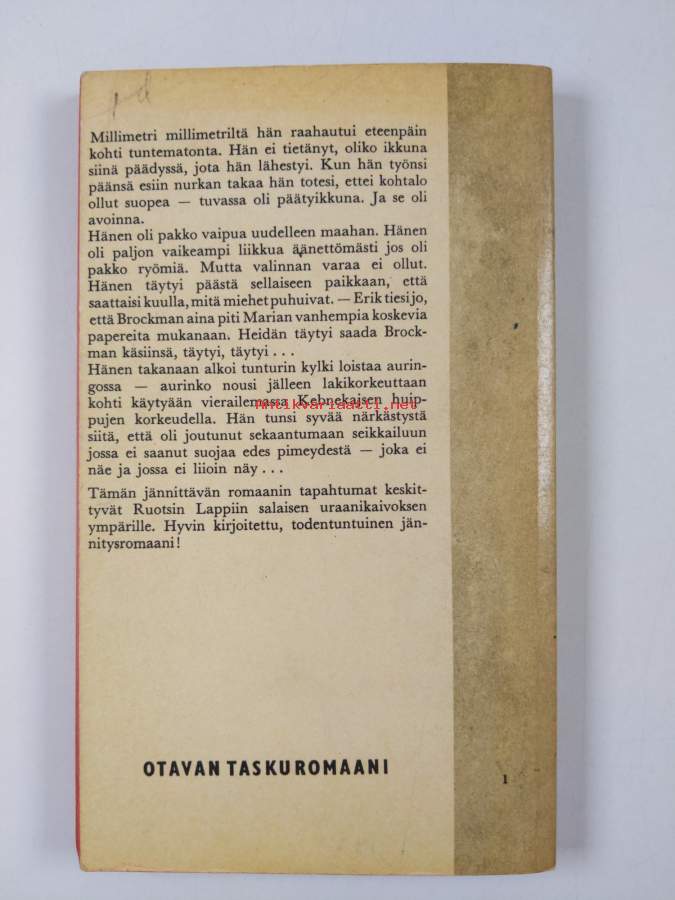 Millimetri millimetriltä hän raahautui eteenpäin
kohti tuntematonta. Hän ei tietänyt, oliko ikkuna
siinä päädyssä, jota hän lähestyi. Kun hän työnsi
päänsä esiin nurkan takaa hän totesi, ettei kohtalo
ollut suopea — tuvassa oli päätyikkuna. Ja se oli
avoinna.
Hänen oli pakko vaipua uudelleen maahan. Hänen
oli paljon vaikeampi liikkua äänettömästi jos oli
pakko ryömiä. Mutta valinnan varaa ei ollut.
Hänen täytyi päästä sellaiseen paikkaan, että
saattaisi kuulla, mitä miehet puhuivat. — Erik tiesi jo,
että Brockman aina piti Marian vanhempia koskevia
papereita mukanaan. Heidän täytyi saada Brock-
man käsiinsä, täytyi, täytyi . . .
Hänen takanaan alkoi tunturin kylki loistaa aurin-
gossa — aurinko nousi jälleen lakikorkeuttaan
kohti käytyään vierailemassa Kebnekaisen huip-
pujen korkeudella. Hän tunsi syvää närkästystä
siitä, että oli joutunut sekaantumaan seikkailuun
jossa ei saanut suojaa edes pimeydestä — joka ei
näe ja jossa ei liioin näy . . .
Tämän jännittävän romaanin tapahtumat keskit-
tyvät Ruotsin Lappiin salaisen uraanikaivoksen
ympärille. Hyvin kirjoitettu, todentuntuinen jän-
nitysromaani!
Antikvariaatti.net
OTAVAN TASKUROMAANI
1